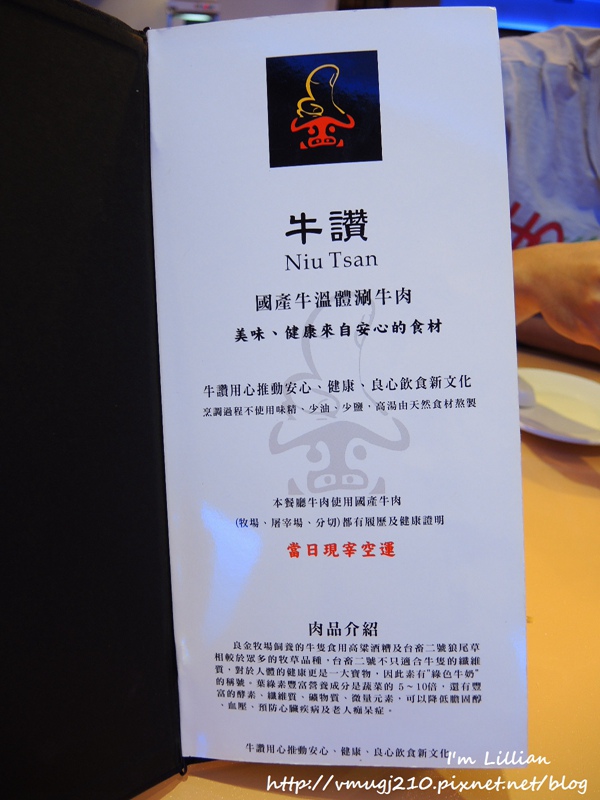 牛讚
Niu Tsan
國產牛溫體涮牛肉
美味、健康來自安心的食材
牛讚用心推動安心、健康、良心飲食新文化
烹調過程不使用味精、少油、少鹽，高湯由天然食材熬製
本餐廳牛肉使用國產牛肉
(牧場、屠宰場、分切)都有履歷及健康證明
當日現宰空運
肉品介紹
良金牧場飼養的牛隻食用高粱酒糟及台畜二號狼尾草
相較於眾多的牧草品種，台畜二號不只適合牛隻的纖維
質，對於人體的健康更是一大寶物，因此素有"綠色牛奶"
的稱號。葉綠素豐富營養成分是蔬菜的 5～10倍，還有豐
富的酵素、纖維質、礦物質、微量元素，可以降低膽固醇
、血壓、預防心臟疾病及老人痴呆症。
牛讚用心推動安心、健康、良心飲食新文化
I'm Lillian
http://vmugj210.pixnet.net/blog